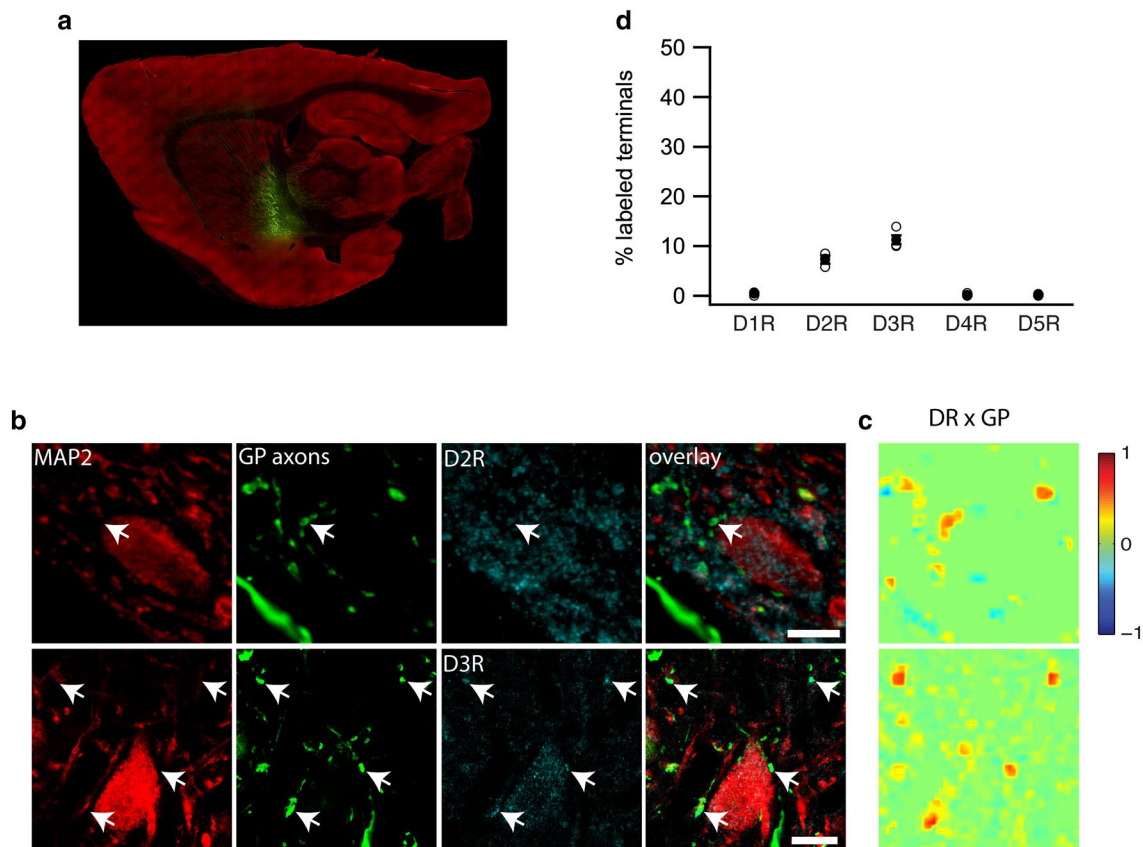 a
d
% labeled terminals
50
40
30
20
10
0
D1R D2R D3R D4R D5R
b
MAP2 GP axons D2R overlay
D3R
c
DR x GP
1
0
−1